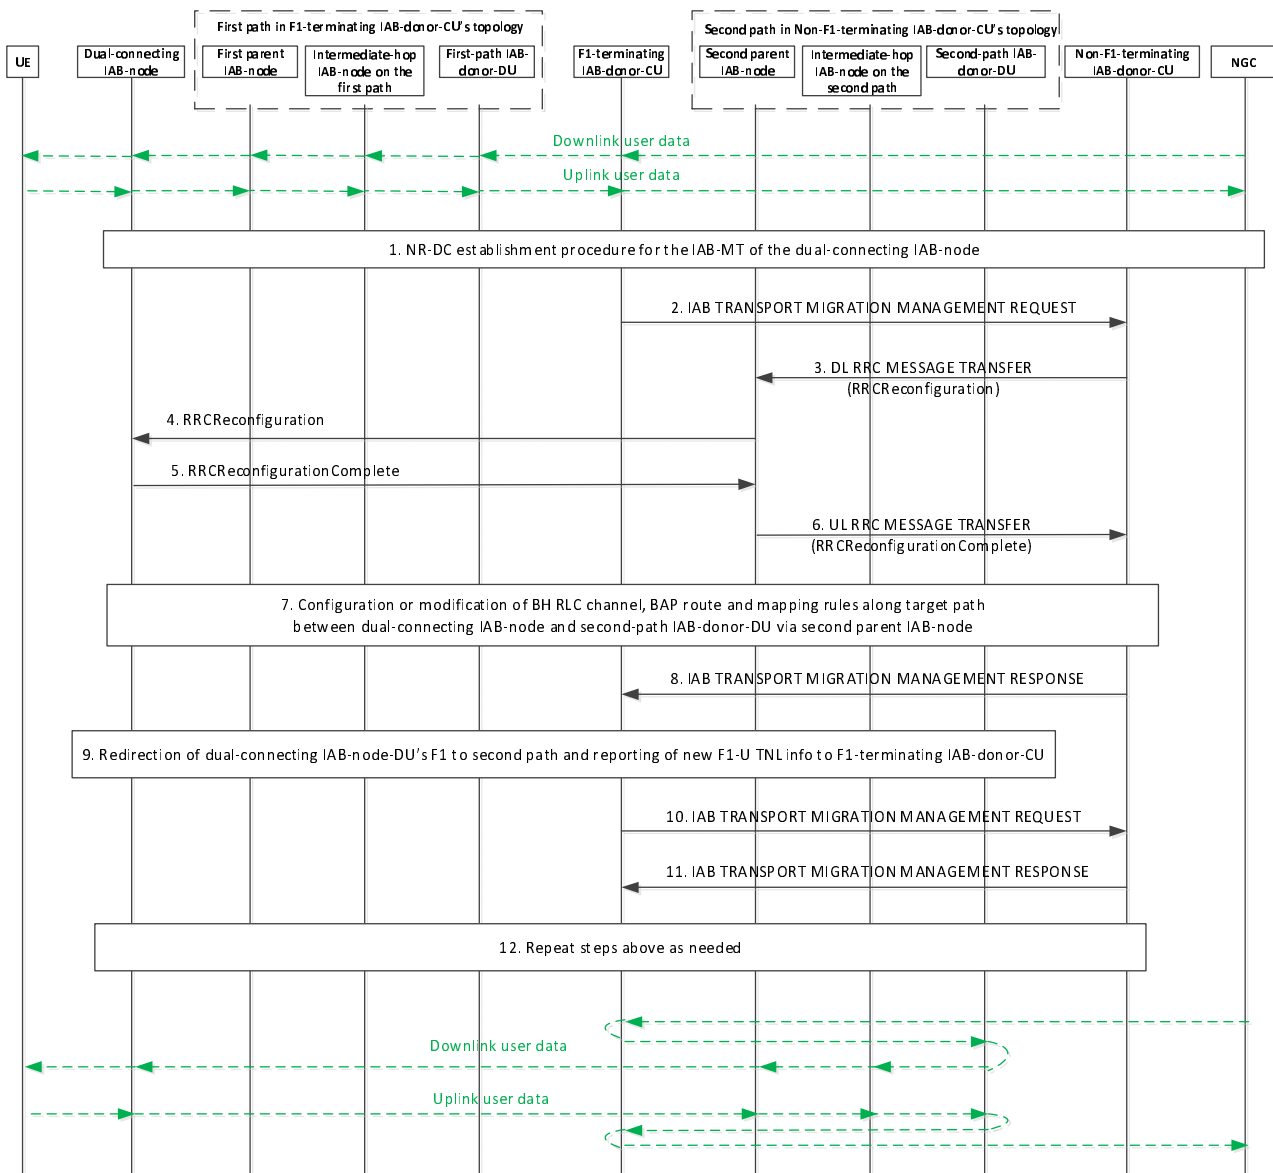 First path in F1-terminating IAB-donor-CU's topology
Second path in Non-F1-terminating IAB-donor-CU's topology
UE
Dual-connecting
IAB-node
First parent
IAB-node
Intermediate-hop
IAB-node on the
first path
First-path IAB-
donor-DU
F1-terminating
IAB-donor-CU
Second parent
IAB-node
Intermediate-hop
IAB-node on the
second path
Second-path IAB-
donor-DU
Non-F1-terminating
IAB-donor-CU
NGC
Downlink user data
Uplink user data
1. NR-DC establishment procedure for the IAB-MT of the dual-connecting IAB-node
2. IAB TRANSPORT MIGRATION MANAGEMENT REQUEST
3. DL RRC MESSAGE TRANSFER
(RRCReconfiguration)
4. RRCReconfiguration
5. RRCReconfigurationComplete
6. UL RRC MESSAGE TRANSFER
(RRCReconfigurationComplete)
7. Configuration or modification of BH RLC channel, BAP route and mapping rules along target path
between dual-connecting IAB-node and second-path IAB-donor-DU via second parent IAB-node
8. IAB TRANSPORT MIGRATION MANAGEMENT RESPONSE
9. Redirection of dual-connecting IAB-node-DU's F1 to second path and reporting of new F1-U TNL info to F1-terminating IAB-donor-CU
10. IAB TRANSPORT MIGRATION MANAGEMENT REQUEST
11. IAB TRANSPORT MIGRATION MANAGEMENT RESPONSE
12. Repeat steps above as needed
Downlink user data
Uplink user data